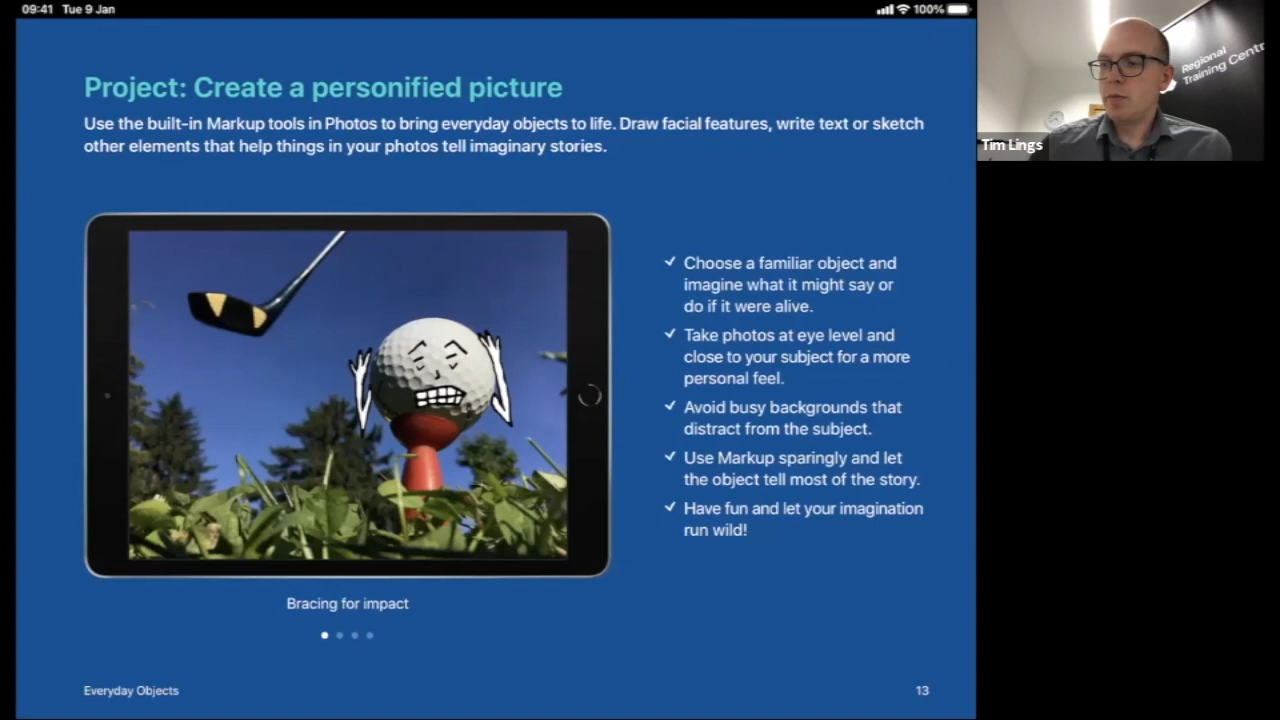 09:41 Tue 9 Jan
100%
Project: Create a personified picture
Use the built-in Markup tools in Photos to bring everyday objects to life. Draw facial features, write text or sketch
other elements that help things in your photos tell imaginary stories.
Choose a familiar object and
imagine what it might say or
do if it were alive.
Take photos at eye level and
close to your subject for a more
personal feel.
Avoid busy backgrounds that
distract from the subject.
Use Markup sparingly and let
the object tell most of the story.
Have fun and let your imagination
run wild!
Bracing for impact
Everyday Objects
13
Regional
Training Centr
Tim Lings